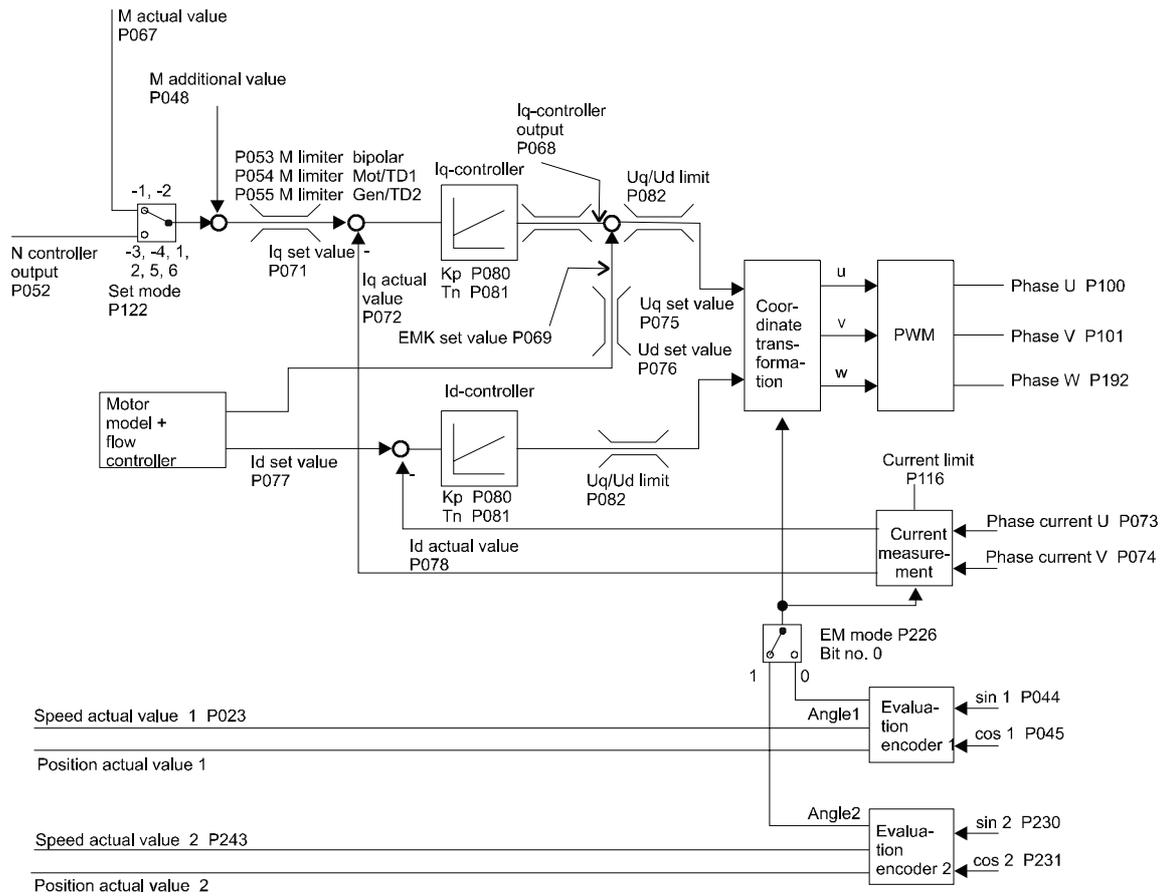 M actual value
P067
M additional value
P048
Iq-controller
output
P068
P053 M limiter bipolar
P054 M limiter Mot/TD1
P055 M limiter Gen/TD2
Iq-controller
Uq/Ud limit
P082
-1, -2
N controller
output
P052
-3, -4, 1,
2, 5, 6
Set mode
P122
Iq set value
P071
-
Iq actual
value
P072
Kp P080
Tn P081
EMK set value P069
Uq set value
P075
Ud set value
P076
Coor-
dinate
trans-
forma-
tion
u
v
w
PWM
Phase U P100
Phase V P101
Phase W P192
Motor
model +
flow
controller
Id set value
P077
-
Id-controller
Kp P080
Tn P081
Uq/Ud limit
P082
Current limit
P116
Id actual value
P078
Current
measure-
ment
Phase current U P073
Phase current V P074
EM mode P226
Bit no. 0
1
0
Speed actual value 1 P023
Position actual value 1
Angle1
Evalua-
tion
encoder 1
sin 1 P044
cos 1 P045
Speed actual value 2 P243
Position actual value 2
Angle2
Evalua-
tion
encoder 2
sin 2 P230
cos 2 P231